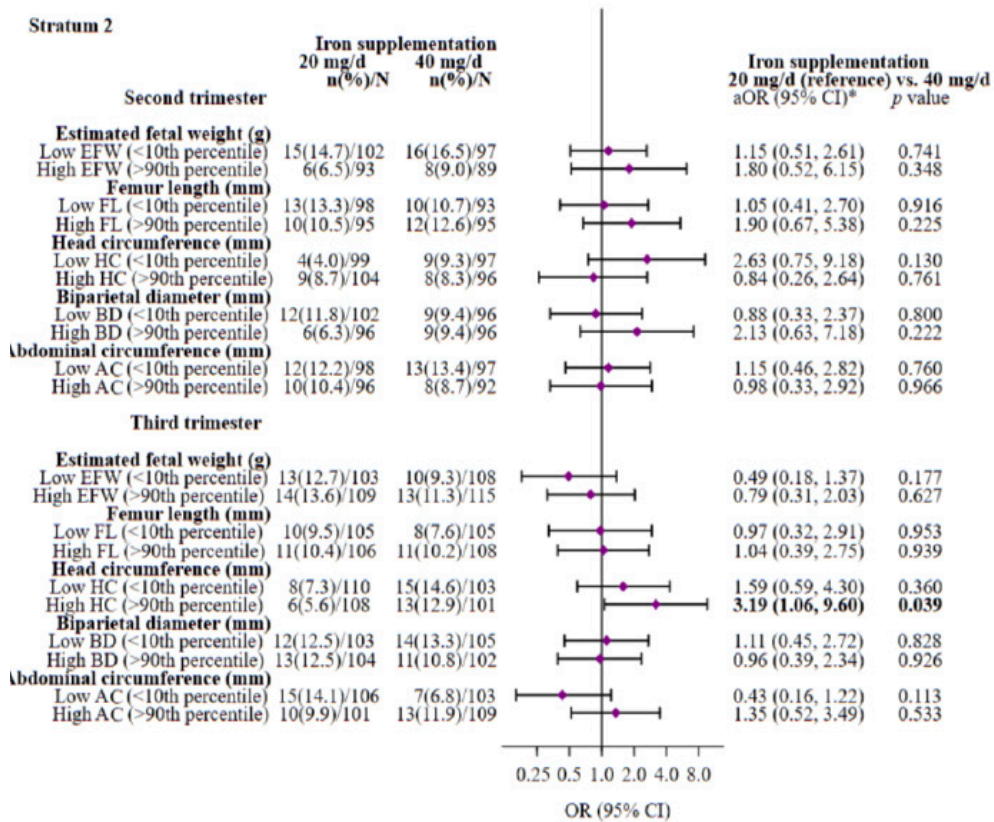 Stratum 2
Iron supplementation
20 mg/d 40 mg/d
n(%)/N n(%)/N
Iron supplementation
20 mg/d (reference) vs. 40 mg/d
aOR (95% CI)* p value
Second trimester
Estimated fetal weight (g)
Low EFW (<10th percentile) 15(14.7)/102 16(16.5)/97 1.15 (0.51, 2.61) 0.741
High EFW (>90th percentile) 6(6.5)/93 8(9.0)/89 1.80 (0.52, 6.15) 0.348
Femur length (mm)
Low FL (<10th percentile) 13(13.3)/98 10(10.7)/93 1.05 (0.41, 2.70) 0.916
High FL (>90th percentile) 10(10.5)/95 12(12.6)/95 1.90 (0.67, 5.38) 0.225
Head circumference (mm)
Low HC (<10th percentile) 4(4.0)/99 9(9.3)/97 2.63 (0.75, 9.18) 0.130
High HC (>90th percentile) 9(8.7)/104 8(8.3)/96 0.84 (0.26, 2.64) 0.761
Biparietal diameter (mm)
Low BD (<10th percentile) 12(11.8)/102 9(9.4)/96 0.88 (0.33, 2.37) 0.800
High BD (>90th percentile) 6(6.3)/96 9(9.4)/96 2.13 (0.63, 7.18) 0.222
Abdominal circumference (mm)
Low AC (<10th percentile) 12(12.2)/98 13(13.4)/97 1.15 (0.46, 2.82) 0.760
High AC (>90th percentile) 10(10.4)/96 8(8.7)/92 0.98 (0.33, 2.92) 0.966
Third trimester
Estimated fetal weight (g)
Low EFW (<10th percentile) 13(12.7)/103 10(9.3)/108 0.49 (0.18, 1.37) 0.177
High EFW (>90th percentile) 14(13.6)/109 13(11.3)/115 0.79 (0.31, 2.03) 0.627
Femur length (mm)
Low FL (<10th percentile) 10(9.5)/105 8(7.6)/105 0.97 (0.32, 2.91) 0.953
High FL (>90th percentile) 11(10.4)/106 11(10.2)/108 1.04 (0.39, 2.75) 0.939
Head circumference (mm)
Low HC (<10th percentile) 8(7.3)/110 15(14.6)/103 1.59 (0.59, 4.30) 0.360
High HC (>90th percentile) 6(5.6)/108 13(12.9)/101 3.19 (1.06, 9.60) 0.039
Biparietal diameter (mm)
Low BD (<10th percentile) 12(12.5)/103 14(13.3)/105 1.11 (0.45, 2.72) 0.828
High BD (>90th percentile) 13(12.5)/104 11(10.8)/102 0.96 (0.39, 2.34) 0.926
Abdominal circumference (mm)
Low AC (<10th percentile) 15(14.1)/106 7(6.8)/103 0.43 (0.16, 1.22) 0.113
High AC (>90th percentile) 10(9.9)/101 13(11.9)/109 1.35 (0.52, 3.49) 0.533
0.25 0.5 1.0 2.0 4.0 8.0
OR (95% CI)